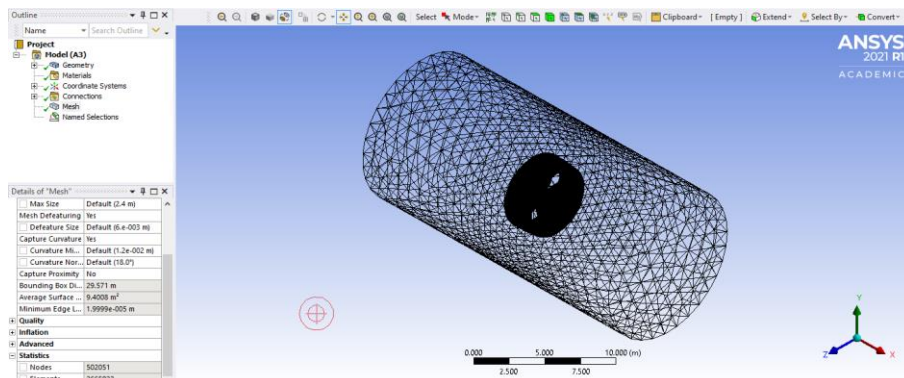 Outline
Name
Search Outline
Project
Model (A3)
Geometry
Materials
Coordinate Systems
Connections
Mesh
Named Selections
Select
Mode
Clipboard
[ Empty ]
Extend
Select By
Convert
ANSYS
2021 R1
ACADEMIC
Details of "Mesh"
Max Size Default (2.4 m)
Mesh Defeaturing Yes
Defeature Size Default (6.e-003 m)
Capture Curvature Yes
Curvature Mi... Default (1.2e-002 m)
Curvature Nor... Default (18.0°)
Capture Proximity No
Bounding Box Di... 29.571 m
Average Surface ... 9.4008 m²
Minimum Edge L... 1.9999e-005 m
Quality
Inflation
Advanced
Statistics
Nodes 502051
0.000 5.000 10.000 (m)
2.500 7.500
Y
Z X